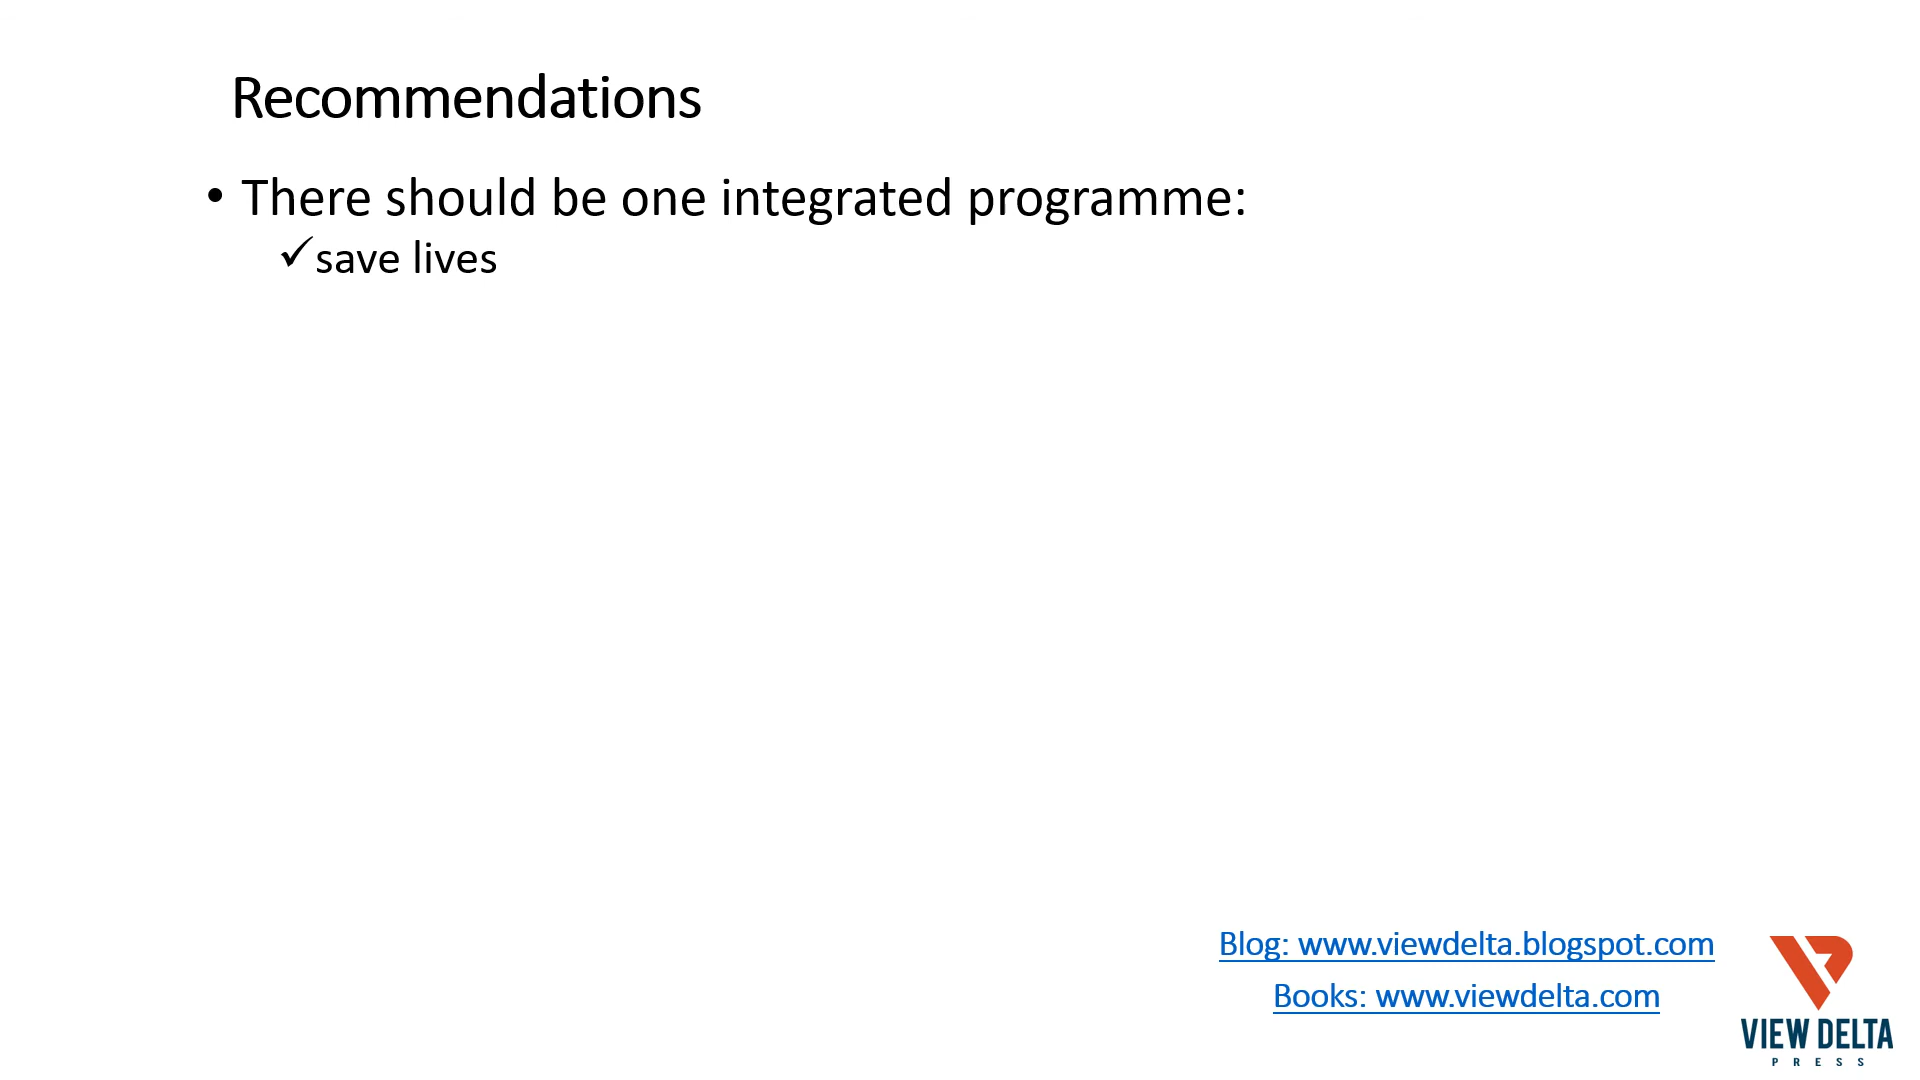 Recommendations
• There should be one integrated programme:
✓save lives
Blog: www.viewdelta.blogspot.com
Books: www.viewdelta.com
VIEW DELTA
PRESS